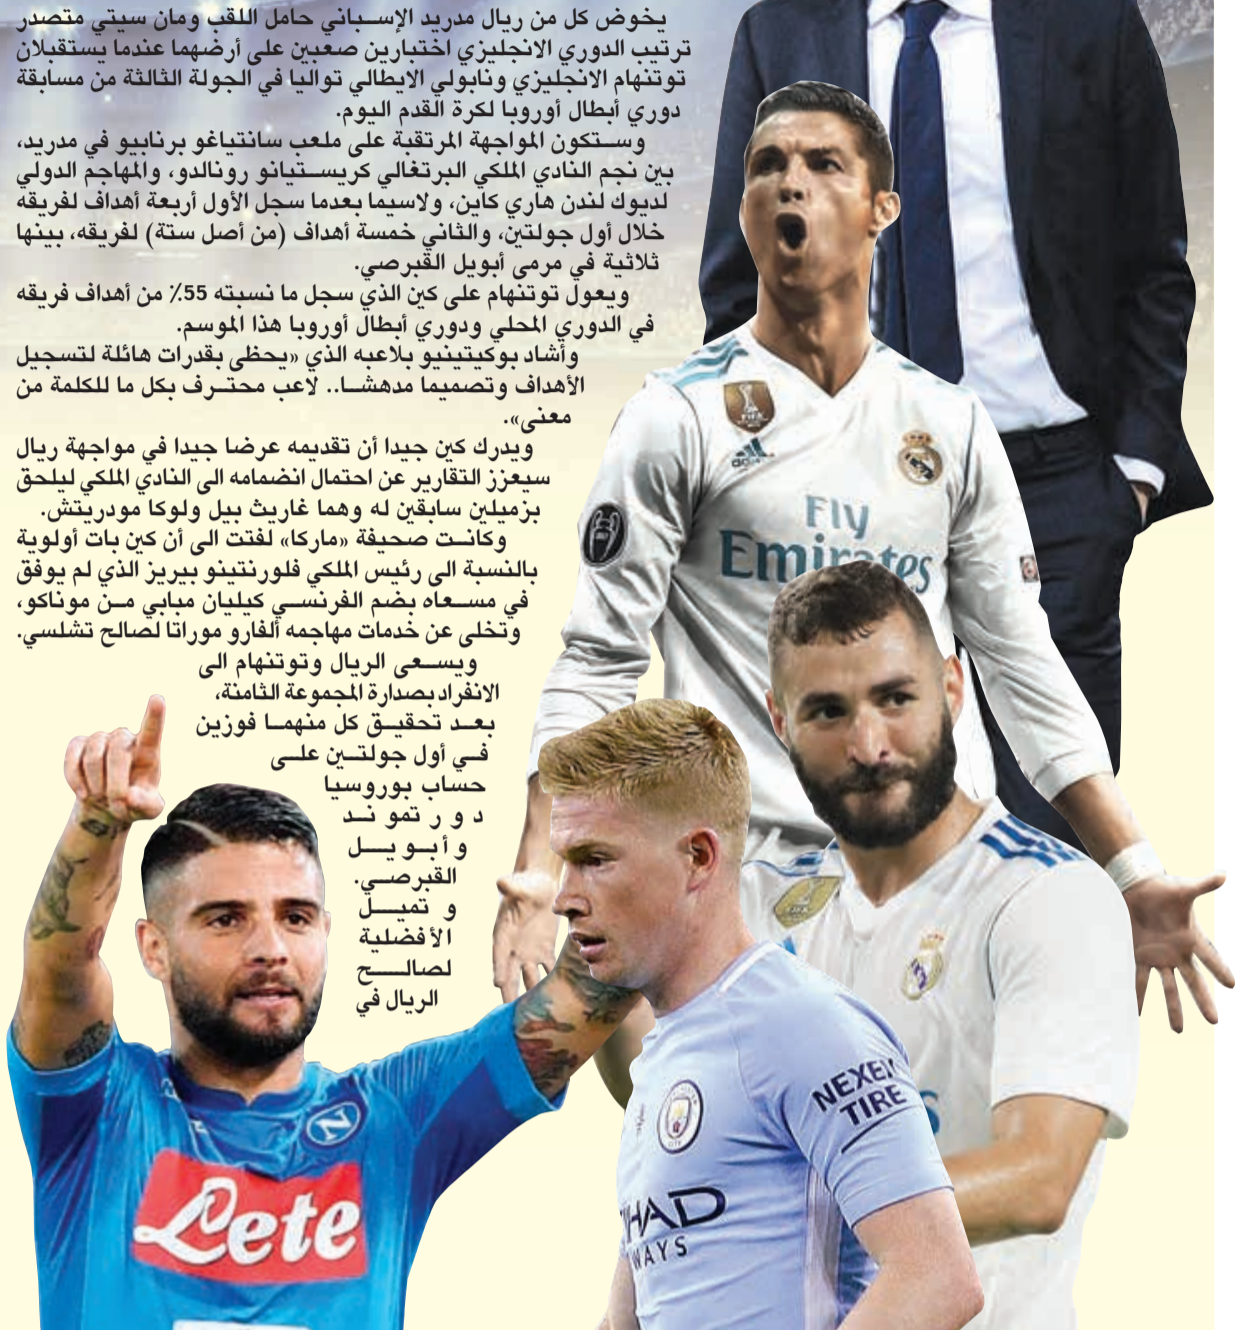 يخوض كل من ريال مدريد الإسباني حامل اللقب ومان سيتي متصدر
ترتيب الدوري الانجليزي اختبارين صعبين على أرضهما عندما يستقبلان
توتنهام الانجليزي ونابولي الايطالي تواليا في الجولة الثالثة من مسابقة
دوري أبطال أوروبا لكرة القدم اليوم.
وستكون المواجهة المرتقبة على ملعب سانتياغو برنابيو في مدريد،
بين نجم النادي الملكي البرتغالي كريستيانو رونالدو، والمهاجم الدولي
لديوك لندن هاري كاين، ولاسيما بعدما سجل الأول أربعة أهداف لفريقه
خلال أول جولتين، والثاني خمسة أهداف (من أصل ستة) لفريقه، بينها
ثلاثية في مرمى أبويل القبرصي.
ويعول توتنهام على كين الذي سجل ما نسبته 55٪ من أهداف فريقه
في الدوري المحلي ودوري أبطال أوروبا هذا الموسم.
وأشاد بوكيتينيو بلاعبه الذي «يحظى بقدرات هائلة لتسجيل
الأهداف وتصميما مدهشا.. لاعب محترف بكل ما للكلمة من
معنى».
ويدرك كين جيدا أن تقديمه عرضا جيدا في مواجهة ريال
سيعزز التقارير عن احتمال انضمامه الى النادي الملكي ليلحق
بزميلين سابقين له وهما غاريث بيل ولوكا مودريتش.
وكانت صحيفة «ماركا» لفتت الى أن كين بات أولوية
بالنسبة الى رئيس الملكي فلورنتينو بيريز الذي لم يوفق
في مسعاه بضم الفرنسي كيليان مبابي من موناكو،
وتخلى عن خدمات مهاجمه ألفارو موراتا لصالح تشلسي.
ويسعى الريال وتوتنهام الى
الانفراد بصدارة المجموعة الثامنة،
بعد تحقيق كل منهما فوزين
في أول جولتين على
حساب بوروسيا
دورتموند
وأبويل
القبرصي.
وتميل
الأفضلية
لصالح
الريال في
adidas
Fly
Emirates
NEXEN
TIRE
Lete
N
THAD
WAYS